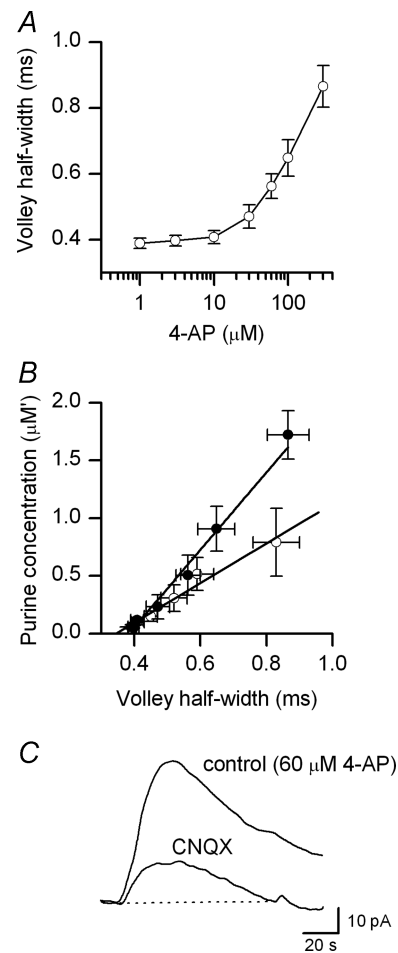 A
1.0
0.8
0.6
0.4
Volley half-width (ms)
1 10 100
4-AP (μM)
B
2.0
1.5
1.0
0.5
0.0
Purine concentration (μM')
0.4 0.6 0.8 1.0
Volley half-width (ms)
C
control (60 μM 4-AP)
CNQX
10 pA
20 s